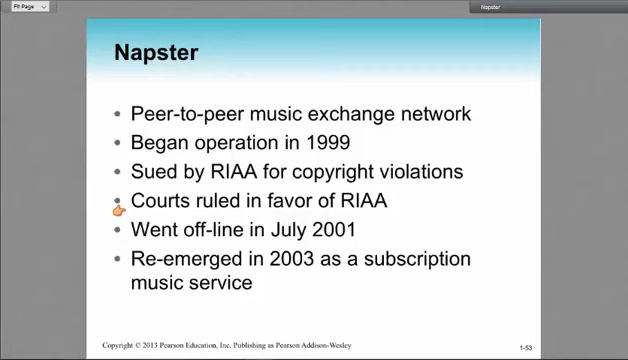 Fit Page
Napster
Napster
• Peer-to-peer music exchange network
• Began operation in 1999
• Sued by RIAA for copyright violations
• Courts ruled in favor of RIAA
• Went off-line in July 2001
• Re-emerged in 2003 as a subscription
music service
Copyright © 2013 Pearson Education, Inc. Publishing as Pearson Addison-Wesley
1-53